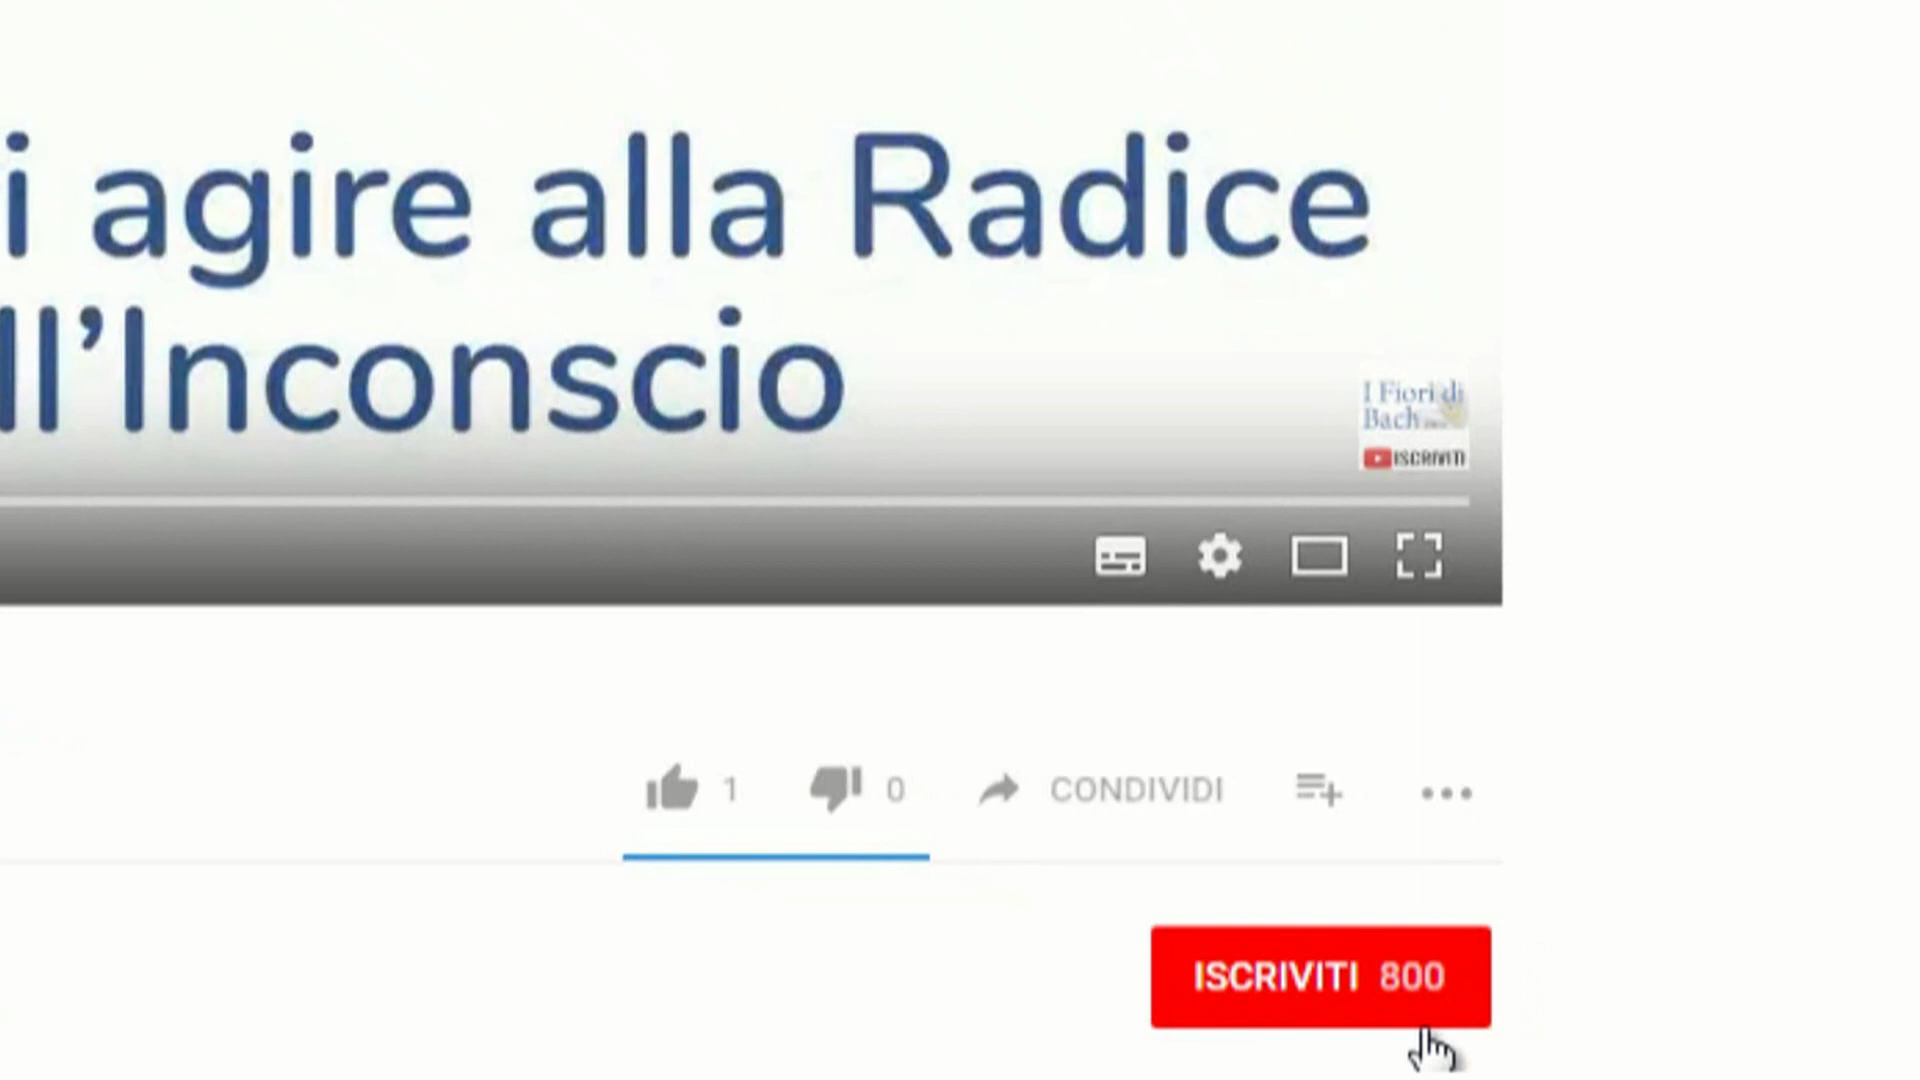 i agire alla Radice
ll’Inconscio
I Fiori di
Bach
ISCRIVITI
1 0 CONDIVIDI
ISCRIVITI 800